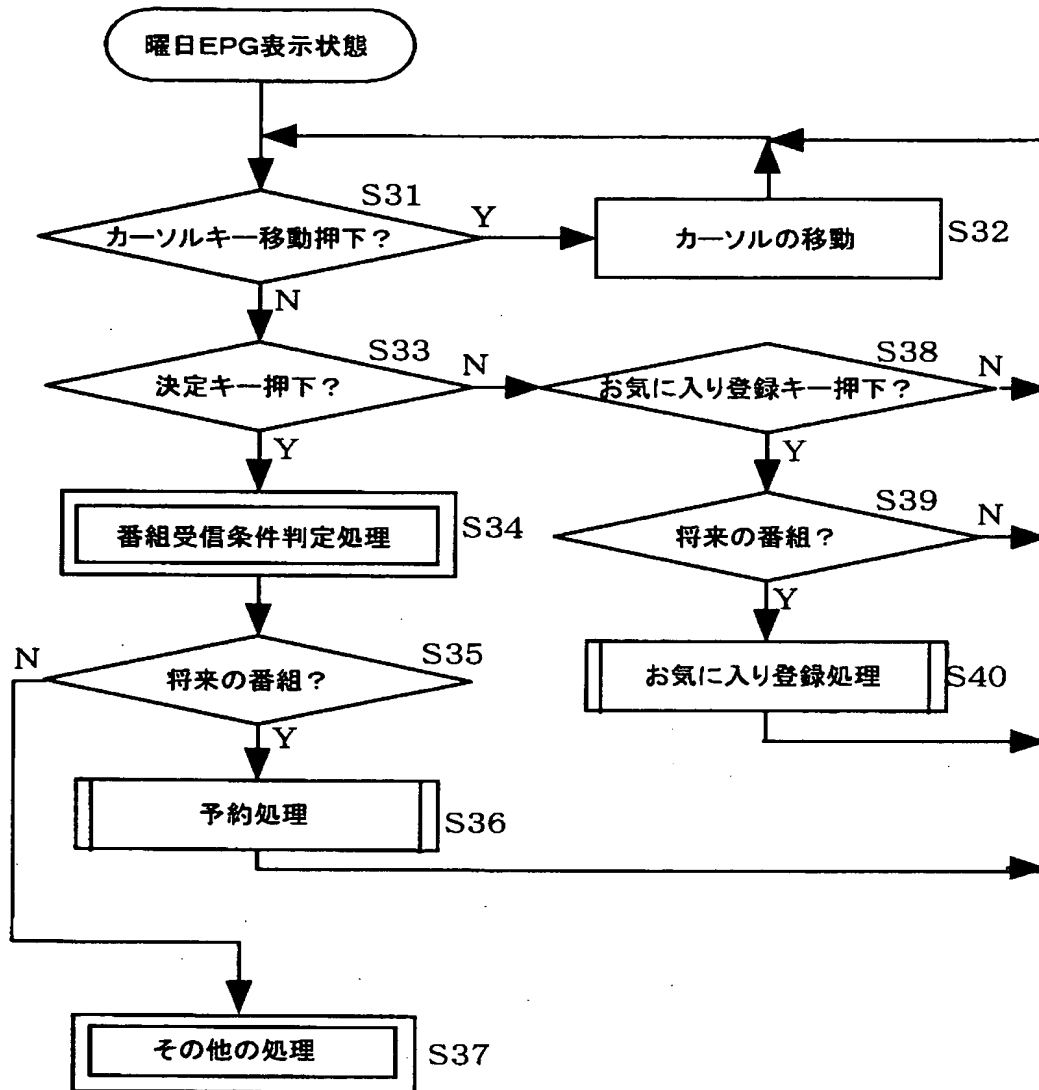 曜日EPG表示状態
S31
カーソルキー移動押下？
Y
カーソルの移動
S32
N
S33
決定キー押下？
N
S38
お気に入り登録キー押下？
N
Y
Y
番組受信条件判定処理
S34
S39
将来の番組？
N
Y
N
S35
将来の番組？
お気に入り登録処理
S40
Y
予約処理
S36
その他の処理
S37